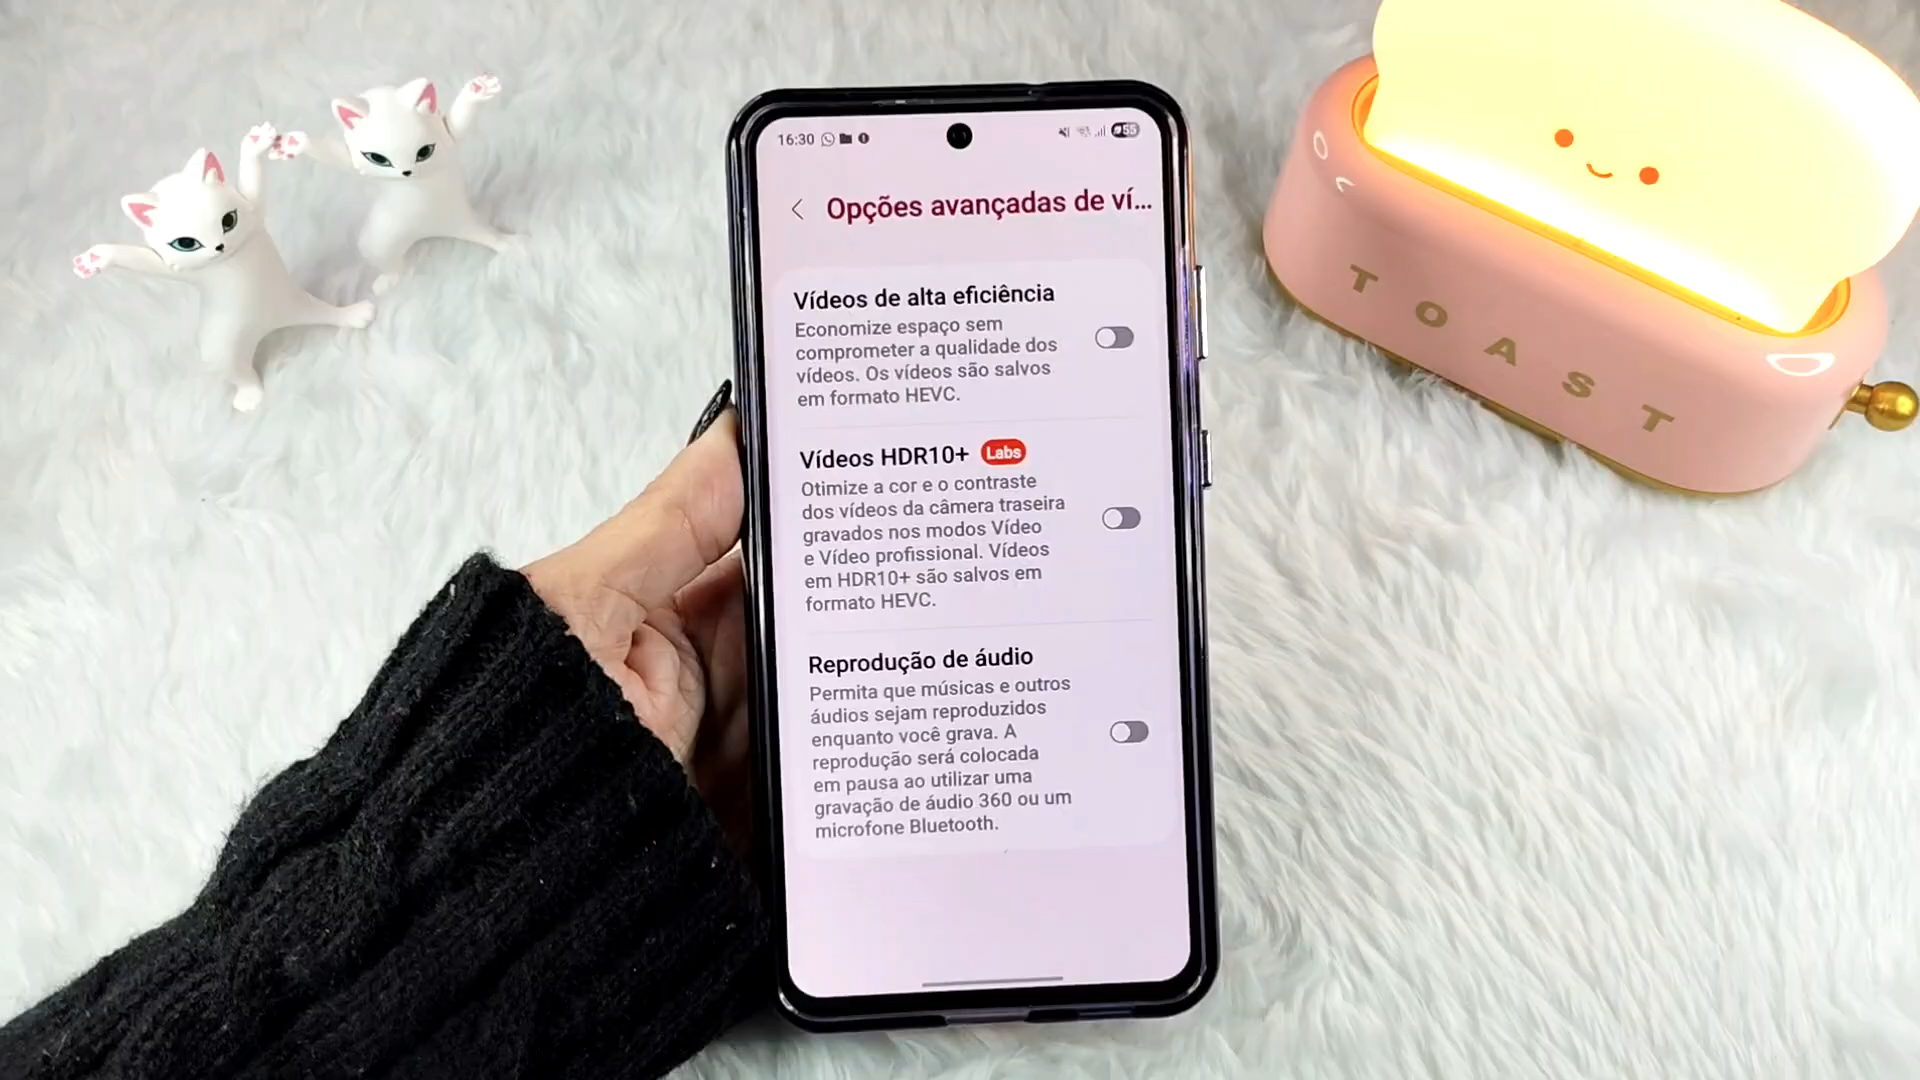 16:30
55
Opções avançadas de ví...
Vídeos de alta eficiência
Economize espaço sem
comprometer a qualidade dos
vídeos. Os vídeos são salvos
em formato HEVC.
Vídeos HDR10+ Labs
Otimize a cor e o contraste
dos vídeos da câmera traseira
gravados nos modos Vídeo
e Vídeo profissional. Vídeos
em HDR10+ são salvos em
formato HEVC.
Reprodução de áudio
Permita que músicas e outros
áudios sejam reproduzidos
enquanto você grava. A
reprodução será colocada
em pausa ao utilizar uma
gravação de áudio 360 ou um
microfone Bluetooth.
TOAST